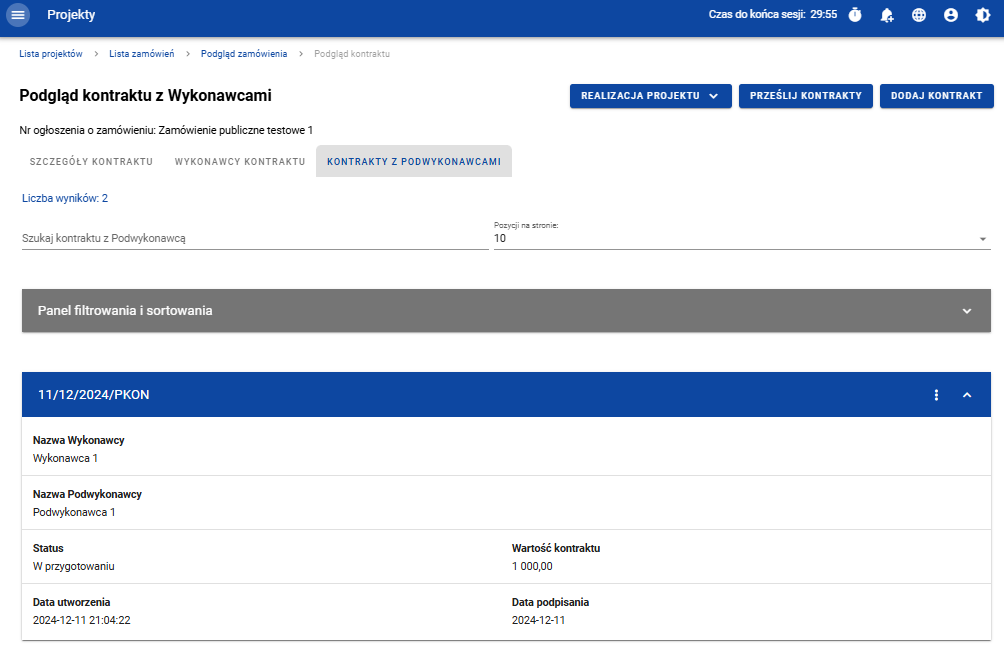 Projekty
Czas do końca sesji: 29:55
Lista projektów > Lista zamówień > Podgląd zamówienia > Podgląd kontraktu
Podgląd kontraktu z Wykonawcami
REALIZACJA PROJEKTU
PRZEŚLIJ KONTRAKTY
DODAJ KONTRAKT
Nr ogłoszenia o zamówieniu: Zamówienie publiczne testowe 1
SZCZEGÓŁY KONTRAKTU
WYKONAWCY KONTRAKTU
KONTRAKTY Z PODWYKONAWCAMI
Liczba wyników: 2
Szukaj kontraktu z Podwykonawcą
Pozycji na stronie:
10
Panel filtrowania i sortowania
11/12/2024/PKON
Nazwa Wykonawcy
Wykonawca 1
Nazwa Podwykonawcy
Podwykonawca 1
Status
W przygotowaniu
Wartość kontraktu
1 000,00
Data utworzenia
2024-12-11 21:04:22
Data podpisania
2024-12-11